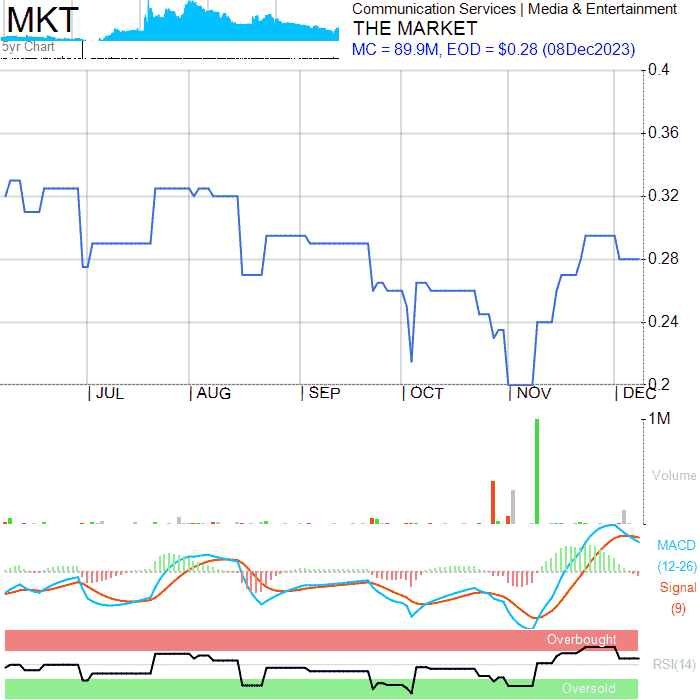 MKT
5yr Chart
Communication Services | Media & Entertainment
THE MARKET
MC = 89.9M, EOD = $0.28 (08Dec2023)
0.4
0.36
0.32
0.28
0.24
0.2
JUL AUG SEP OCT NOV DEC
1M
Volume
MACD
(12-26)
Signal
(9)
Overbought
RSI(14)
Oversold